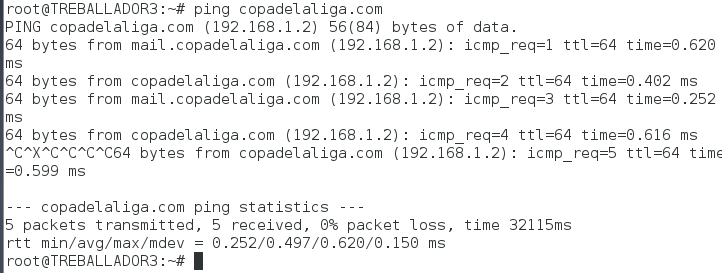 root@TREBALLADOR3:~# ping copadelaliga.com
PING copadelaliga.com (192.168.1.2) 56(84) bytes of data.
64 bytes from mail.copadelaliga.com (192.168.1.2): icmp_req=1 ttl=64 time=0.620
ms
64 bytes from copadelaliga.com (192.168.1.2): icmp_req=2 ttl=64 time=0.402 ms
64 bytes from mail.copadelaliga.com (192.168.1.2): icmp_req=3 ttl=64 time=0.252
ms
64 bytes from copadelaliga.com (192.168.1.2): icmp_req=4 ttl=64 time=0.616 ms
^C^X^C^C^C^C64 bytes from copadelaliga.com (192.168.1.2): icmp_req=5 ttl=64 time
=0.599 ms
--- copadelaliga.com ping statistics ---
5 packets transmitted, 5 received, 0% packet loss, time 32115ms
rtt min/avg/max/mdev = 0.252/0.497/0.620/0.150 ms
root@TREBALLADOR3:~#